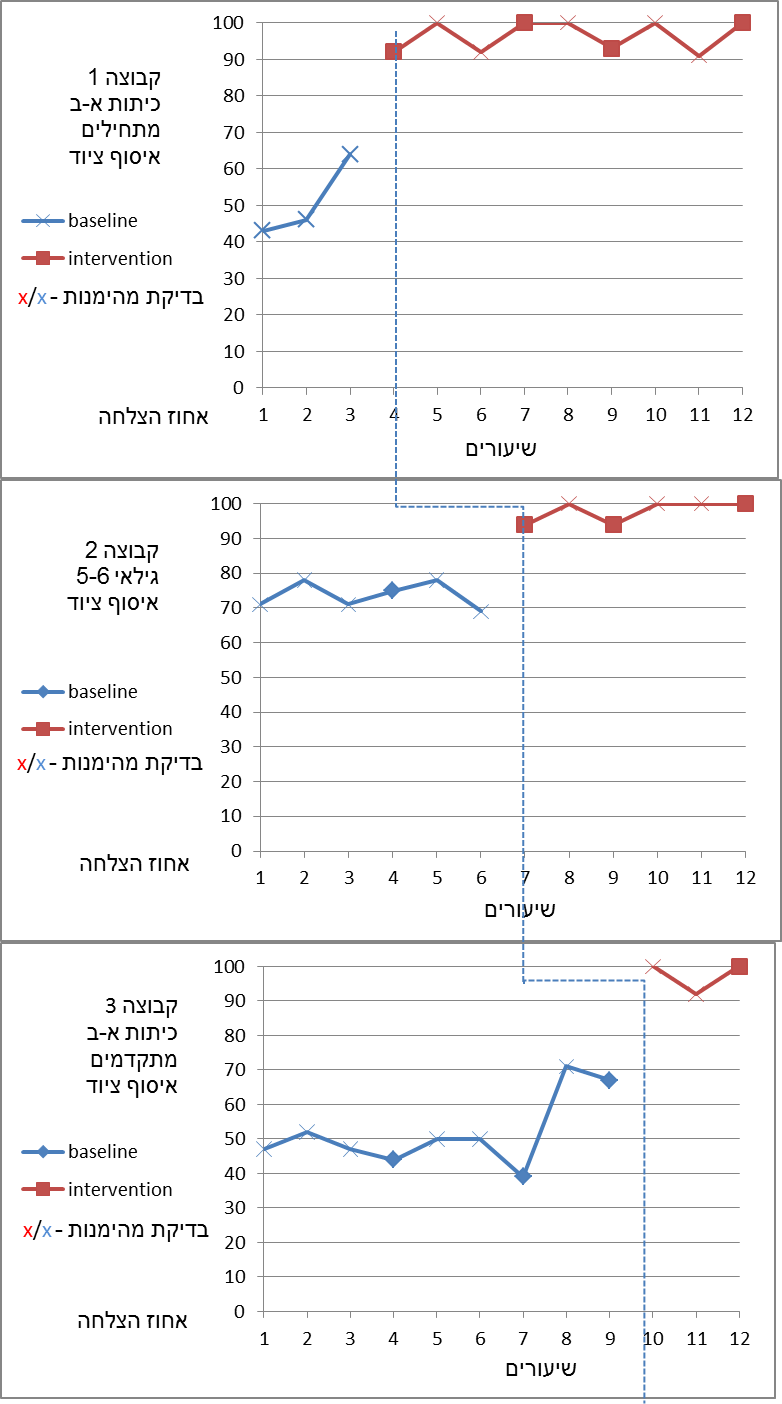 קבוצה 1
כיתות א-ב
מתחילים
איסוף ציוד
baseline
intervention
x/x - בדיקת מהימנות
אחוז הצלחה
100
90
80
70
60
50
40
30
20
10
0
1 2 3 4 5 6 7 8 9 10 11 12
שיעורים
קבוצה 2
גילאי 5-6
איסוף ציוד
baseline
intervention
x/x - בדיקת מהימנות
אחוז הצלחה
100
90
80
70
60
50
40
30
20
10
0
1 2 3 4 5 6 7 8 9 10 11 12
שיעורים
קבוצה 3
כיתות א-ב
מתקדמים
איסוף ציוד
baseline
intervention
x/x - בדיקת מהימנות
אחוז הצלחה
100
90
80
70
60
50
40
30
20
10
0
1 2 3 4 5 6 7 8 9 10 11 12
שיעורים